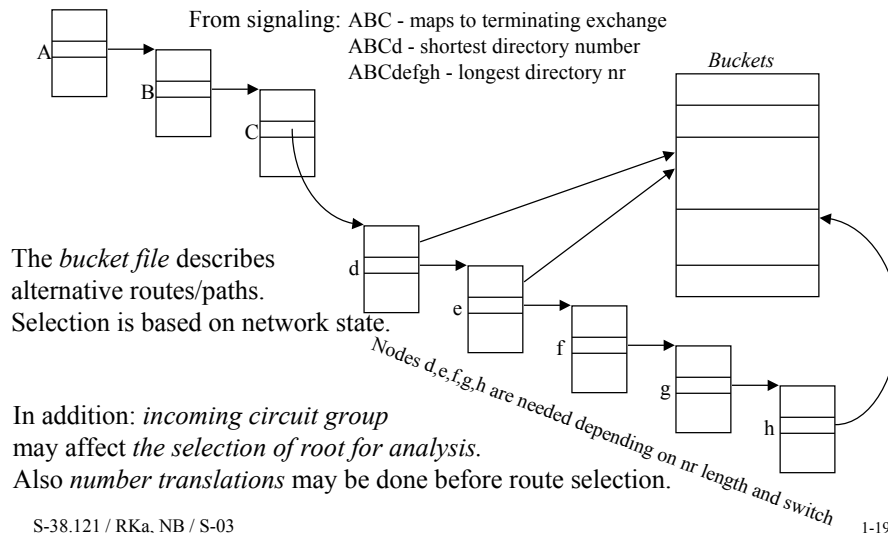 From signaling: ABC - maps to terminating exchange
ABCd - shortest directory number
ABCdefgh - longest directory nr
Buckets
A
B
C
d
e
f
g
h
The bucket file describes
alternative routes/paths.
Selection is based on network state.
Nodes d,e,f,g,h are needed depending on nr length and switch
In addition: incoming circuit group
may affect the selection of root for analysis.
Also number translations may be done before route selection.
S-38.121 / RKa, NB / S-03
1-19